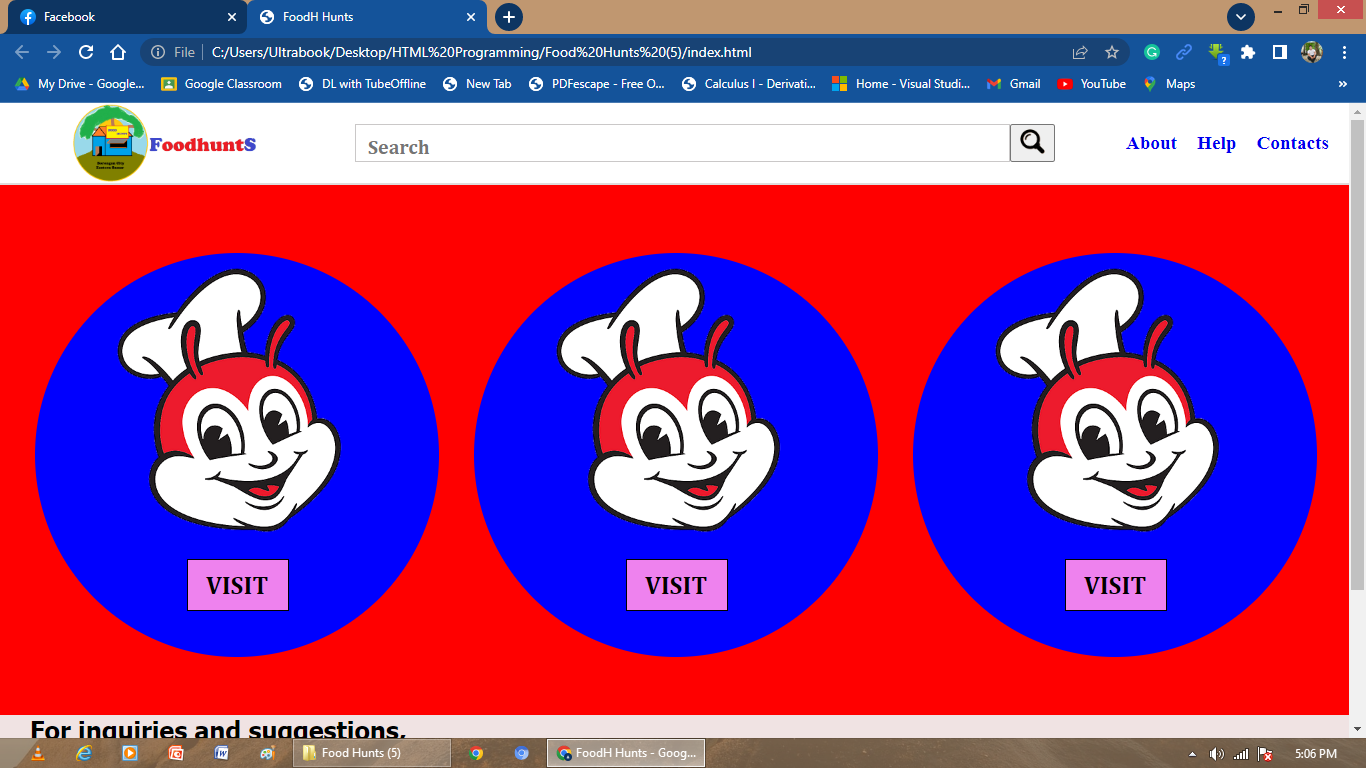 Facebook
FoodH Hunts
File
C:/Users/Ultrabook/Desktop/HTML%20Programming/Food%20Hunts%20(5)/index.html
My Drive - Google...
Google Classroom
DL with TubeOffline
New Tab
PDFescape - Free O...
Calculus I - Derivati...
Home - Visual Studi...
Gmail
YouTube
Maps
»
FoodhuntS
Search
About
Help
Contacts
VISIT
VISIT
VISIT
For inquiries and suggestions,
Food Hunts (5)
FoodH Hunts - Goog...
5:06 PM